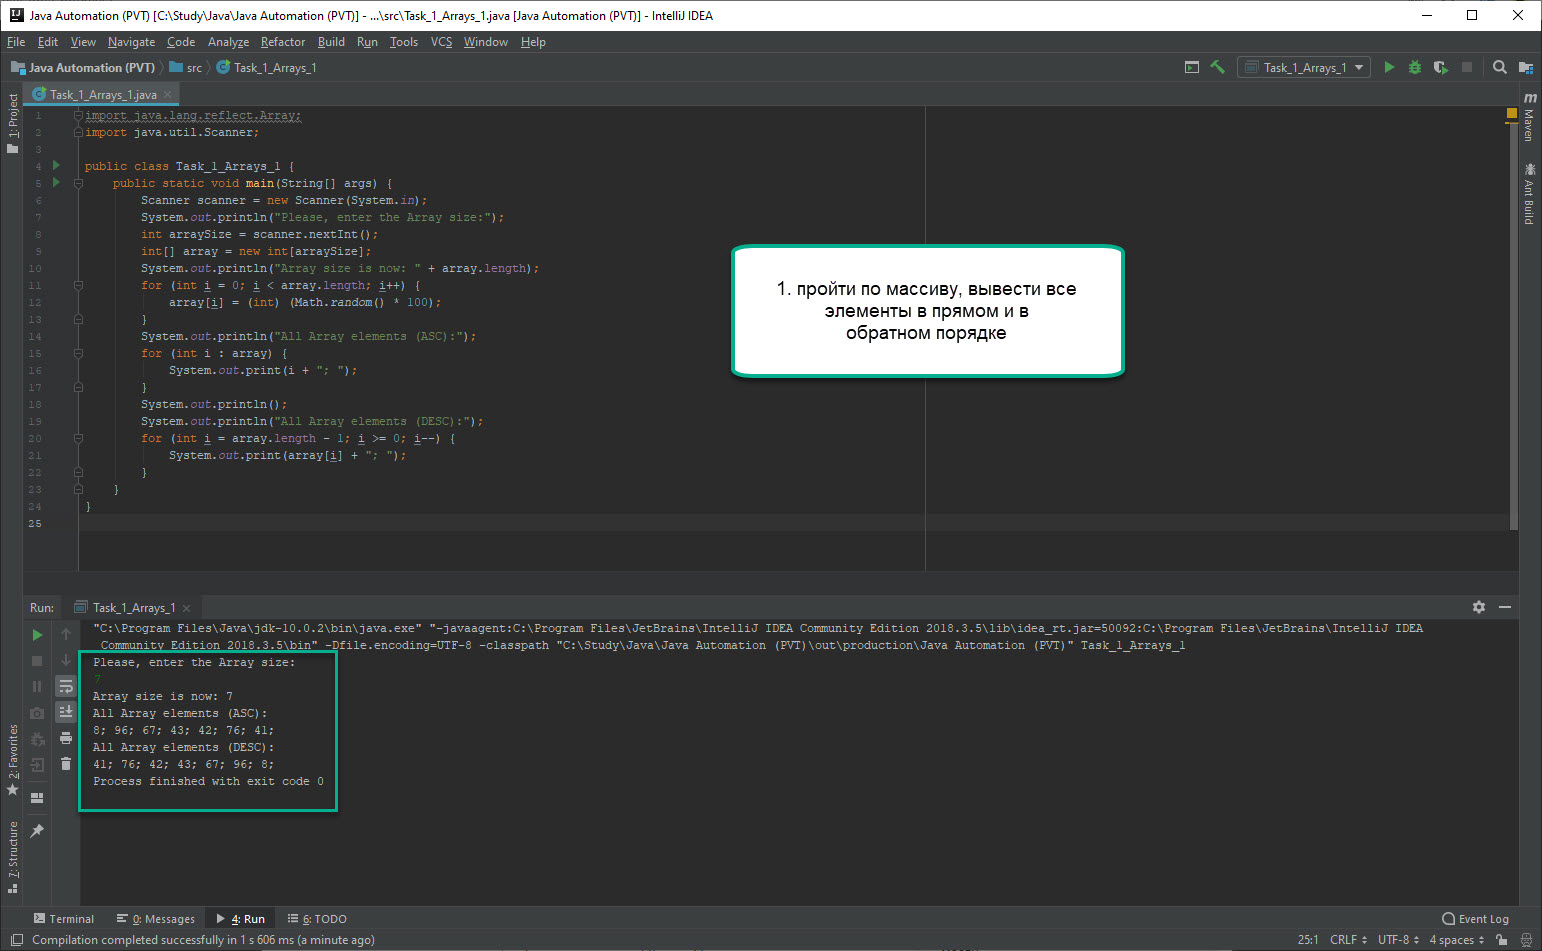 Java Automation (PVT) [C:\Study\Java\Java Automation (PVT)] - ...\src\Task_1_Arrays_1.java [Java Automation (PVT)] - IntelliJ IDEA
File Edit View Navigate Code Analyze Refactor Build Run Tools VCS Window Help
Java Automation (PVT) src Task_1_Arrays_1 Task_1_Arrays_1
Task_1_Arrays_1.java
1: Project
Maven
Ant Build
1 import java.lang.reflect.Array;
2 import java.util.Scanner;
3
4 public class Task_1_Arrays_1 {
5 public static void main(String[] args) {
6 Scanner scanner = new Scanner(System.in);
7 System.out.println("Please, enter the Array size:");
8 int arraySize = scanner.nextInt();
9 int[] array = new int[arraySize];
10 System.out.println("Array size is now: " + array.length);
11 for (int i = 0; i < array.length; i++) {
12 array[i] = (int) (Math.random() * 100);
13 }
14 System.out.println("All Array elements (ASC):");
15 for (int i : array) {
16 System.out.print(i + "; ");
17 }
18 System.out.println();
19 System.out.println("All Array elements (DESC):");
20 for (int i = array.length - 1; i >= 0; i--) {
21 System.out.print(array[i] + "; ");
22 }
23 }
24 }
25
1. пройти по массиву, вывести все
элементы в прямом и в
обратном порядке
Run: Task_1_Arrays_1
"C:\Program Files\Java\jdk-10.0.2\bin\java.exe" "-javaagent:C:\Program Files\JetBrains\IntelliJ IDEA Community Edition 2018.3.5\lib\idea_rt.jar=50092:C:\Program Files\JetBrains\IntelliJ IDEA
Community Edition 2018.3.5\bin" -Dfile.encoding=UTF-8 -classpath "C:\Study\Java\Java Automation (PVT)\out\production\Java Automation (PVT)" Task_1_Arrays_1
Please, enter the Array size:
7
Array size is now: 7
All Array elements (ASC):
8; 96; 67; 43; 42; 76; 41;
All Array elements (DESC):
41; 76; 42; 43; 67; 96; 8;
Process finished with exit code 0
2: Favorites
7: Structure
Terminal 0: Messages 4: Run 6: TODO Event Log
Compilation completed successfully in 1 s 606 ms (a minute ago) 25:1 CRLF UTF-8 4 spaces